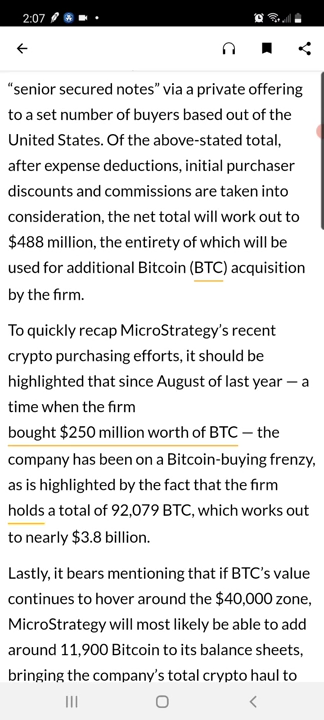 2:07
“senior secured notes” via a private offering
to a set number of buyers based out of the
United States. Of the above-stated total,
after expense deductions, initial purchaser
discounts and commissions are taken into
consideration, the net total will work out to
$488 million, the entirety of which will be
used for additional Bitcoin (BTC) acquisition
by the firm.
To quickly recap MicroStrategy’s recent
crypto purchasing efforts, it should be
highlighted that since August of last year — a
time when the firm
bought $250 million worth of BTC — the
company has been on a Bitcoin-buying frenzy,
as is highlighted by the fact that the firm
holds a total of 92,079 BTC, which works out
to nearly $3.8 billion.
Lastly, it bears mentioning that if BTC’s value
continues to hover around the $40,000 zone,
MicroStrategy will most likely be able to add
around 11,900 Bitcoin to its balance sheets,
bringing the company’s total crypto haul to